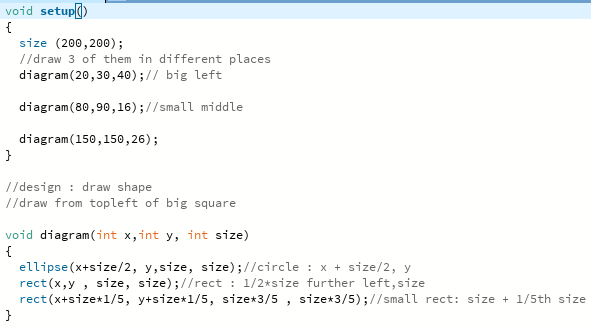 void setup()
{
  size (200,200);
  //draw 3 of them in different places
  diagram(20,30,40);// big left
  diagram(80,90,16);//small middle
  diagram(150,150,26);
}
//design : draw shape
//draw from topleft of big square
void diagram(int x,int y, int size)
{
  ellipse(x+size/2, y,size, size);//circle : x + size/2, y
  rect(x,y , size, size);//rect : 1/2*size further left,size
  rect(x+size*1/5, y+size*1/5, size*3/5 , size*3/5);//small rect: size + 1/5th size
}